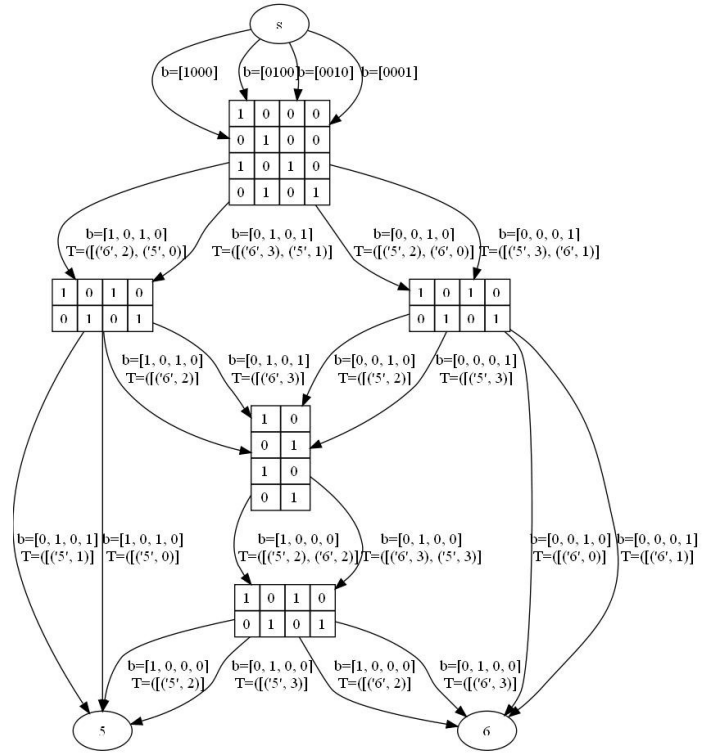 s
b=[1000] b=[0100] b=[0010] b=[0001]
1 0 0 0
0 1 0 0
1 0 1 0
0 1 0 1
b=[1, 0, 1, 0] b=[0, 1, 0, 1] b=[0, 0, 1, 0] b=[0, 0, 0, 1]
T=([('6', 2), ('5', 0)] T=([('6', 3), ('5', 1)] T=([('5', 2), ('6', 0)] T=([('5', 3), ('6', 1)]
1 0 1 0 1 0 1 0
0 1 0 1 0 1 0 1
b=[1, 0, 1, 0] b=[0, 1, 0, 1] b=[0, 0, 1, 0] b=[0, 0, 0, 1]
T=([('6', 2)] T=([('6', 3)] T=([('5', 2)] T=([('5', 3)]
1 0
0 1
1 0
0 1
b=[0, 1, 0, 1] b=[1, 0, 1, 0] b=[1, 0, 0, 0] b=[0, 1, 0, 0] b=[0, 0, 1, 0] b=[0, 0, 0, 1]
T=([('5', 1)] T=([('5', 0)] T=([('5', 2), ('6', 2)] T=([('6', 3), ('5', 3)] T=([('6', 0)] T=([('6', 1)]
1 0 1 0
0 1 0 1
b=[1, 0, 0, 0] b=[0, 1, 0, 0] b=[1, 0, 0, 0] b=[0, 1, 0, 0]
T=([('5', 2)] T=([('5', 3)] T=([('6', 2)] T=([('6', 3)]
5 6